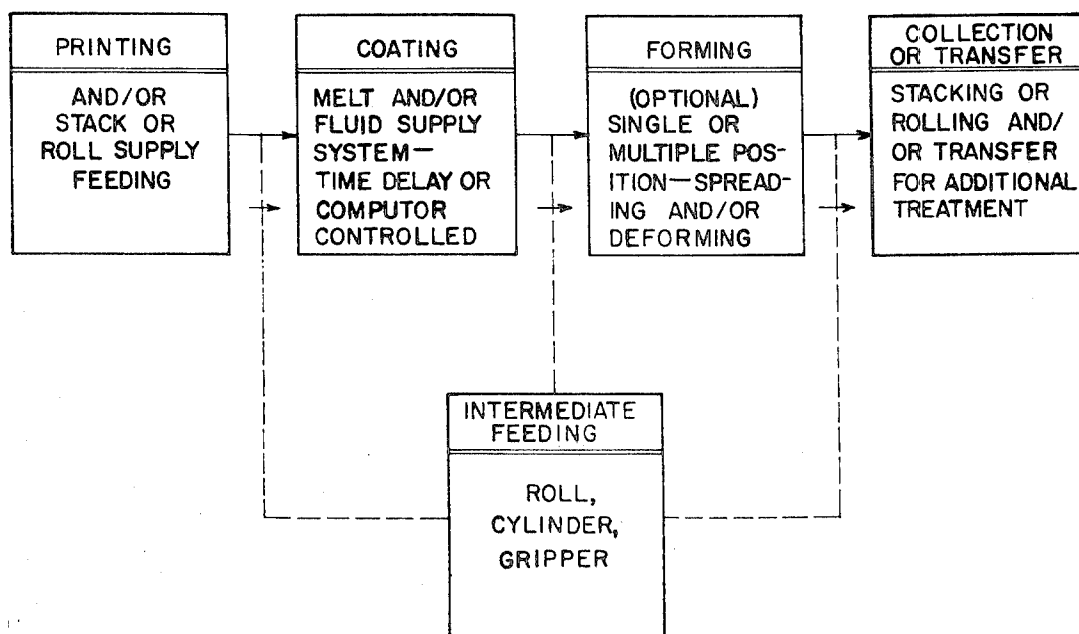 PRINTING
AND/OR
STACK OR
ROLL SUPPLY
FEEDING
COATING
MELT AND/OR
FLUID SUPPLY
SYSTEM—
TIME DELAY OR
COMPUTOR
CONTROLLED
FORMING
(OPTIONAL)
SINGLE OR
MULTIPLE POS-
ITION—SPREAD-
ING AND/OR
DEFORMING
COLLECTION
OR TRANSFER
STACKING OR
ROLLING AND/
OR TRANSFER
FOR ADDITIONAL
TREATMENT
INTERMEDIATE
FEEDING
ROLL,
CYLINDER,
GRIPPER